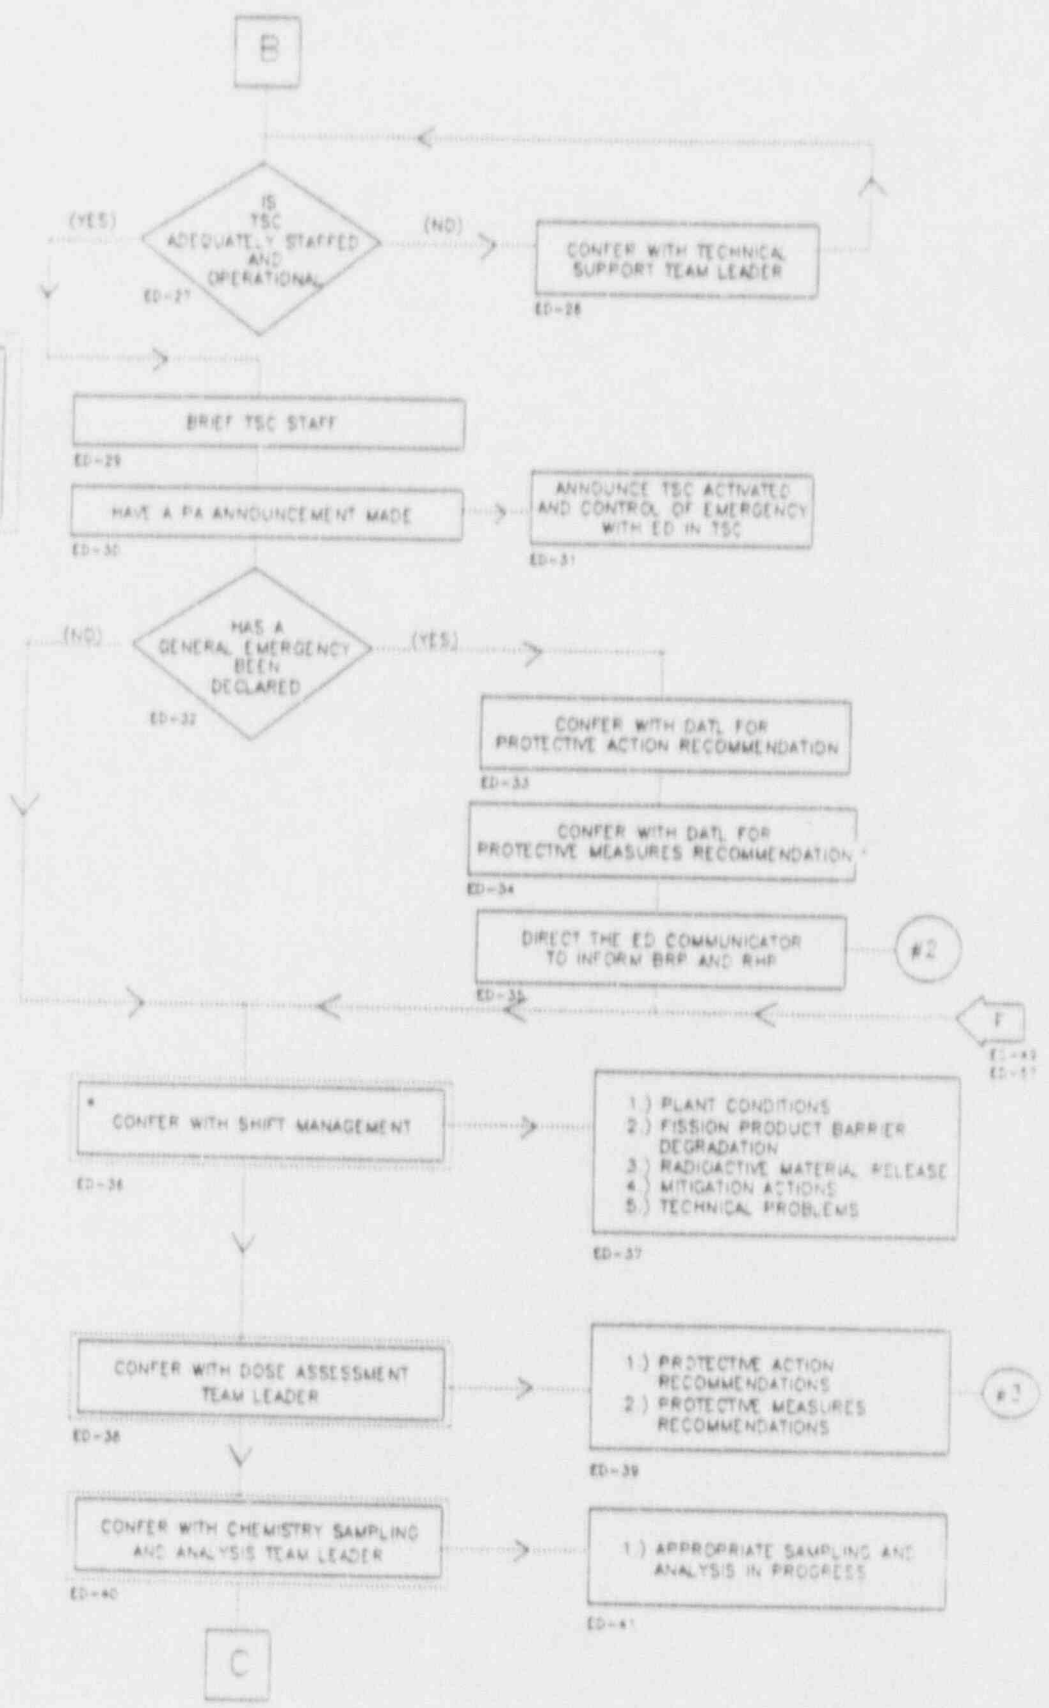 B
IS
TSC
ADEQUATELY STAFFED
AND
OPERATIONAL
(YES)
(NO)
ED-27
CONFER WITH TECHNICAL
SUPPORT TEAM LEADER
ED-28
BRIEF TSC STAFF
ED-29
HAVE A PA ANNOUNCEMENT MADE
ED-30
ANNOUNCE TSC ACTIVATED
AND CONTROL OF EMERGENCY
WITH ED IN TSC
ED-31
(NO)
HAS A
GENERAL EMERGENCY
BEEN
DECLARED
(YES)
ED-32
CONFER WITH DATL FOR
PROTECTIVE ACTION RECOMMENDATION
ED-33
CONFER WITH DATL FOR
PROTECTIVE MEASURES RECOMMENDATION
ED-34
DIRECT THE ED COMMUNICATOR
TO INFORM BRP AND RHP
#2
ED-35
F
*
CONFER WITH SHIFT MANAGEMENT
ED-36
1.) PLANT CONDITIONS
2.) FISSION PRODUCT BARRIER
DEGRADATION
3.) RADIOACTIVE MATERIAL RELEASE
4.) MITIGATION ACTIONS
5.) TECHNICAL PROBLEMS
ED-37
CONFER WITH DOSE ASSESSMENT
TEAM LEADER
ED-38
1.) PROTECTIVE ACTION
RECOMMENDATIONS
2.) PROTECTIVE MEASURES
RECOMMENDATIONS
#3
ED-39
CONFER WITH CHEMISTRY SAMPLING
AND ANALYSIS TEAM LEADER
ED-40
1.) APPROPRIATE SAMPLING AND
ANALYSIS IN PROGRESS
ED-41
C